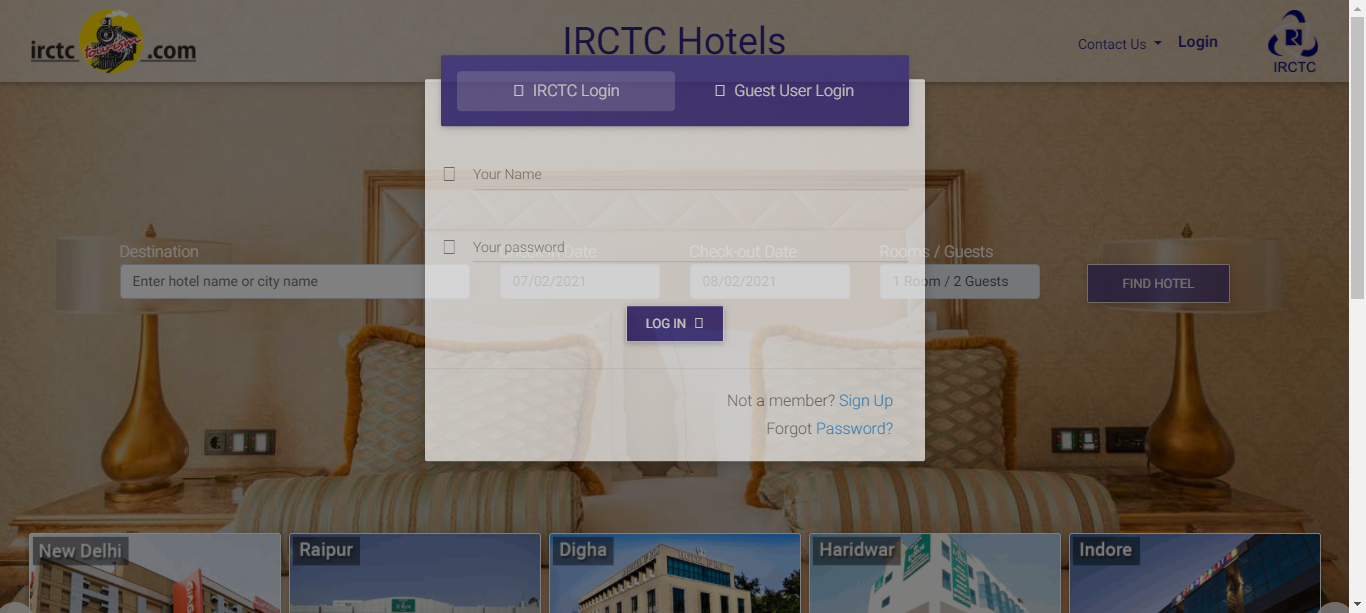 irctc tourism .com
IRCTC Hotels
Contact Us
Login
IRCTC
IRCTC Login
Guest User Login
Your Name
Your password
Destination
Check-in Date
Check-out Date
Rooms / Guests
Enter hotel name or city name
07/02/2021
08/02/2021
1 Room / 2 Guests
FIND HOTEL
LOG IN
Not a member? Sign Up
Forgot Password?
New Delhi
Raipur
Digha
Haridwar
Indore